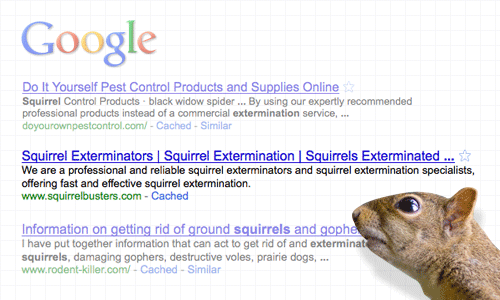 Google
Do It Yourself Pest Control Products and Supplies Online
Squirrel Control Products · black widow spider ... By using our expertly recommended
professional products instead of a commercial extermination service, ...
doyourownpestcontrol.com/ - Cached - Similar
Squirrel Exterminators | Squirrel Extermination | Squirrels Exterminated ...
We are a professional and reliable squirrel exterminators and squirrel extermination specialists,
offering fast and effective squirrel extermination.
www.squirrelbusters.com - Cached
Information on getting rid of ground squirrels and gophe
I have put together information that can act to get rid of and exterminat
squirrels, damaging gophers, destructive voles, prairie dogs, ...
www.rodent-killer.com/ - Cached - Similar